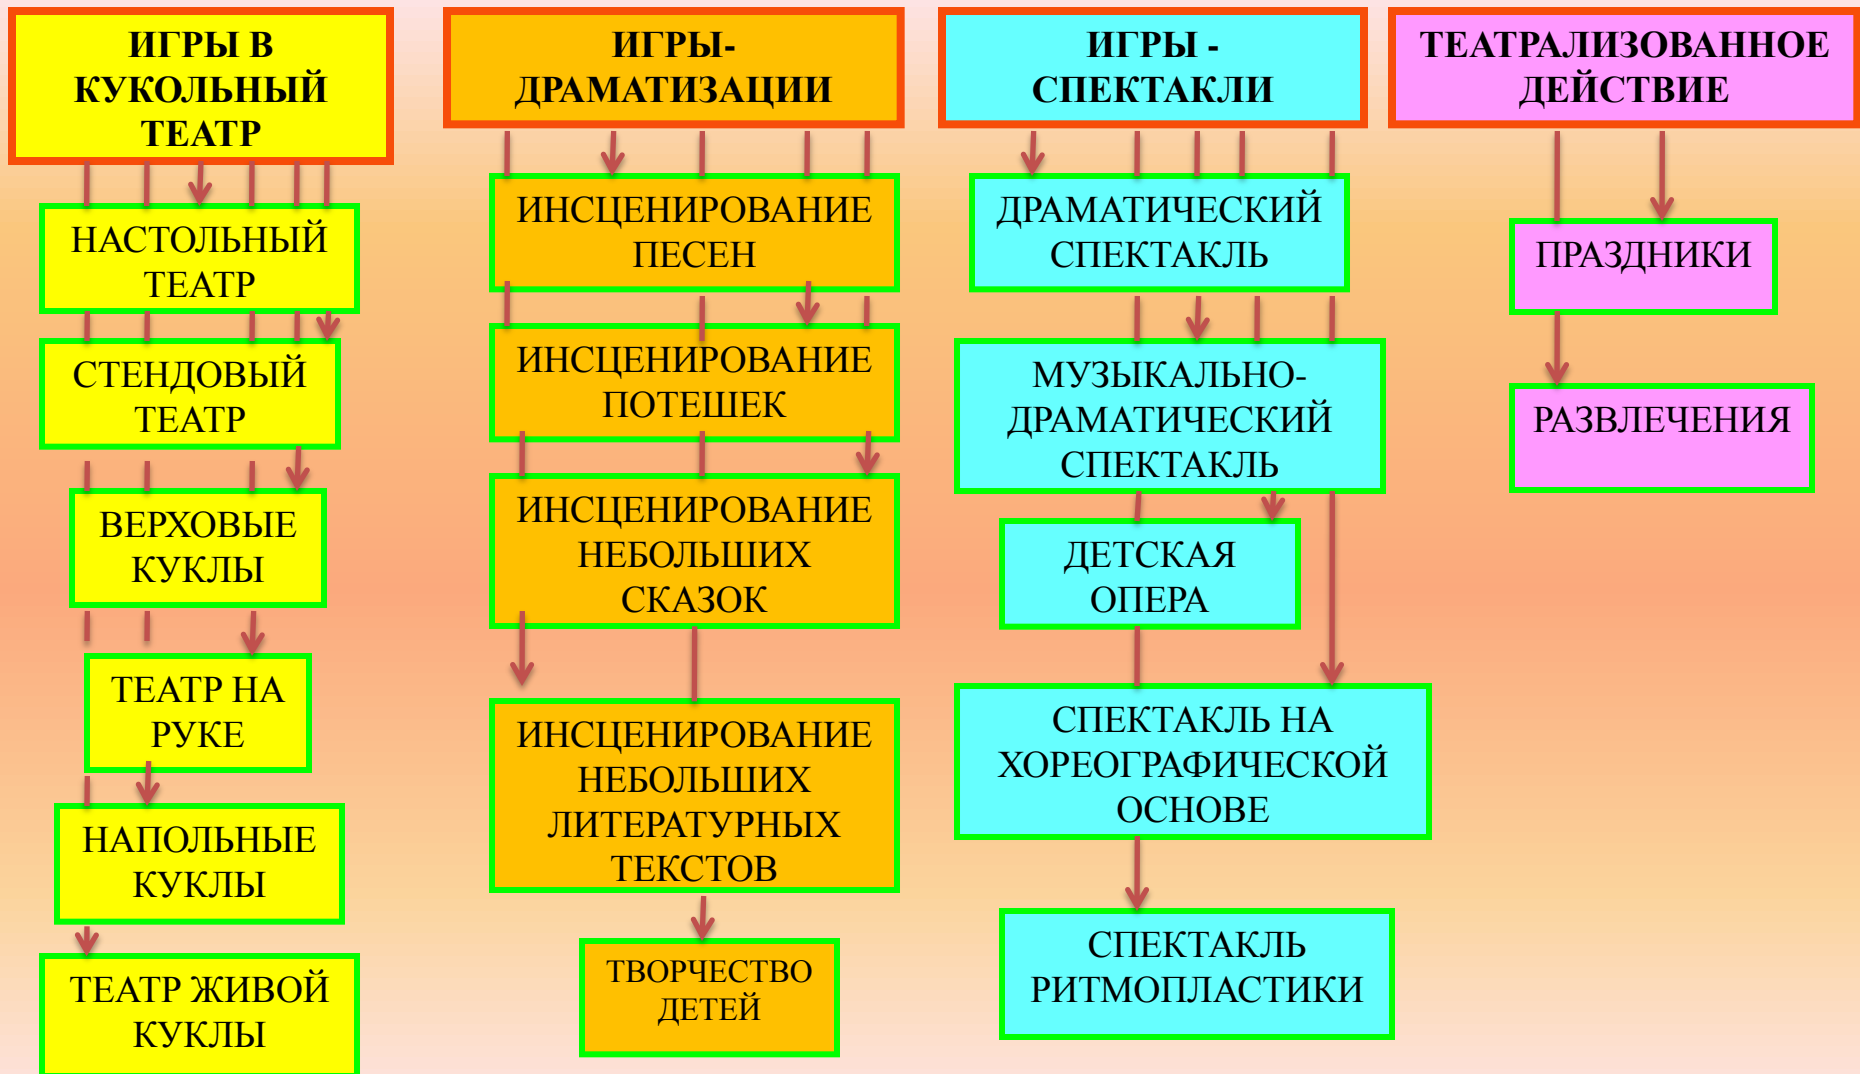 ИГРЫ В
КУКОЛЬНЫЙ
ТЕАТР
НАСТОЛЬНЫЙ
ТЕАТР
СТЕНДОВЫЙ
ТЕАТР
ВЕРХОВЫЕ
КУКЛЫ
ТЕАТР НА
РУКЕ
НАПОЛЬНЫЕ
КУКЛЫ
ТЕАТР ЖИВОЙ
КУКЛЫ
ИГРЫ-
ДРАМАТИЗАЦИИ
ИНСЦЕНИРОВАНИЕ
ПЕСЕН
ИНСЦЕНИРОВАНИЕ
ПОТЕШЕК
ИНСЦЕНИРОВАНИЕ
НЕБОЛЬШИХ
СКАЗОК
ИНСЦЕНИРОВАНИЕ
НЕБОЛЬШИХ
ЛИТЕРАТУРНЫХ
ТЕКСТОВ
ТВОРЧЕСТВО
ДЕТЕЙ
ИГРЫ -
СПЕКТАКЛИ
ДРАМАТИЧЕСКИЙ
СПЕКТАКЛЬ
МУЗЫКАЛЬНО-
ДРАМАТИЧЕСКИЙ
СПЕКТАКЛЬ
ДЕТСКАЯ
ОПЕРА
СПЕКТАКЛЬ НА
ХОРЕОГРАФИЧЕСКОЙ
ОСНОВЕ
СПЕКТАКЛЬ
РИТМОПЛАСТИКИ
ТЕАТРАЛИЗОВАННОЕ
ДЕЙСТВИЕ
ПРАЗДНИКИ
РАЗВЛЕЧЕНИЯ